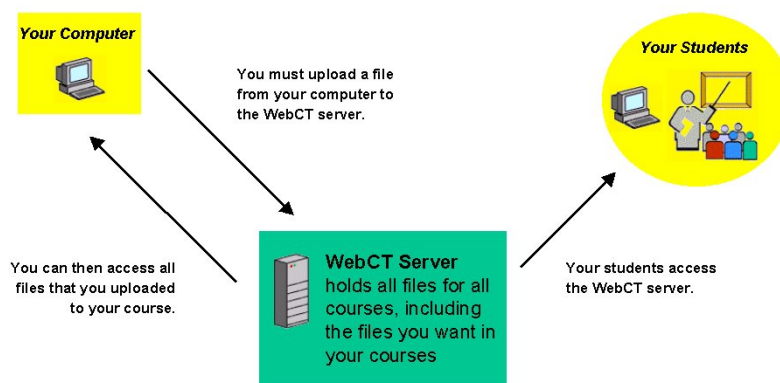 Your Computer
Your Students
You must upload a file
from your computer to
the WebCT server.
You can then access all
files that you uploaded
to your course.
WebCT Server
holds all files for all
courses, including
the files you want in
your courses
Your students access
the WebCT server.